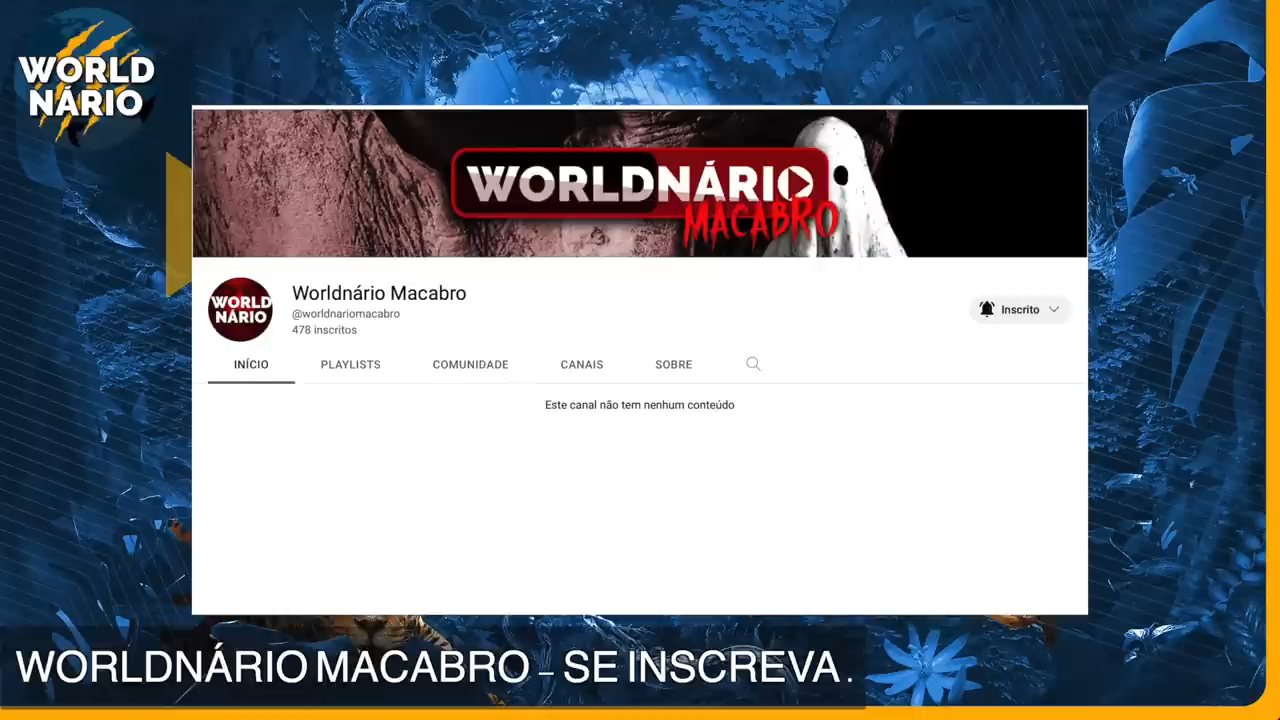 WORLD
NÁRIO
WORLDNÁRIO
MACABRO
WORLD
NÁRIO
Worldnário Macabro
@worldnariomacabro
478 inscritos
Inscrito
INÍCIO PLAYLISTS COMUNIDADE CANAIS SOBRE
Este canal não tem nenhum conteúdo
WORLDNÁRIO MACABRO – SE INSCREVA .